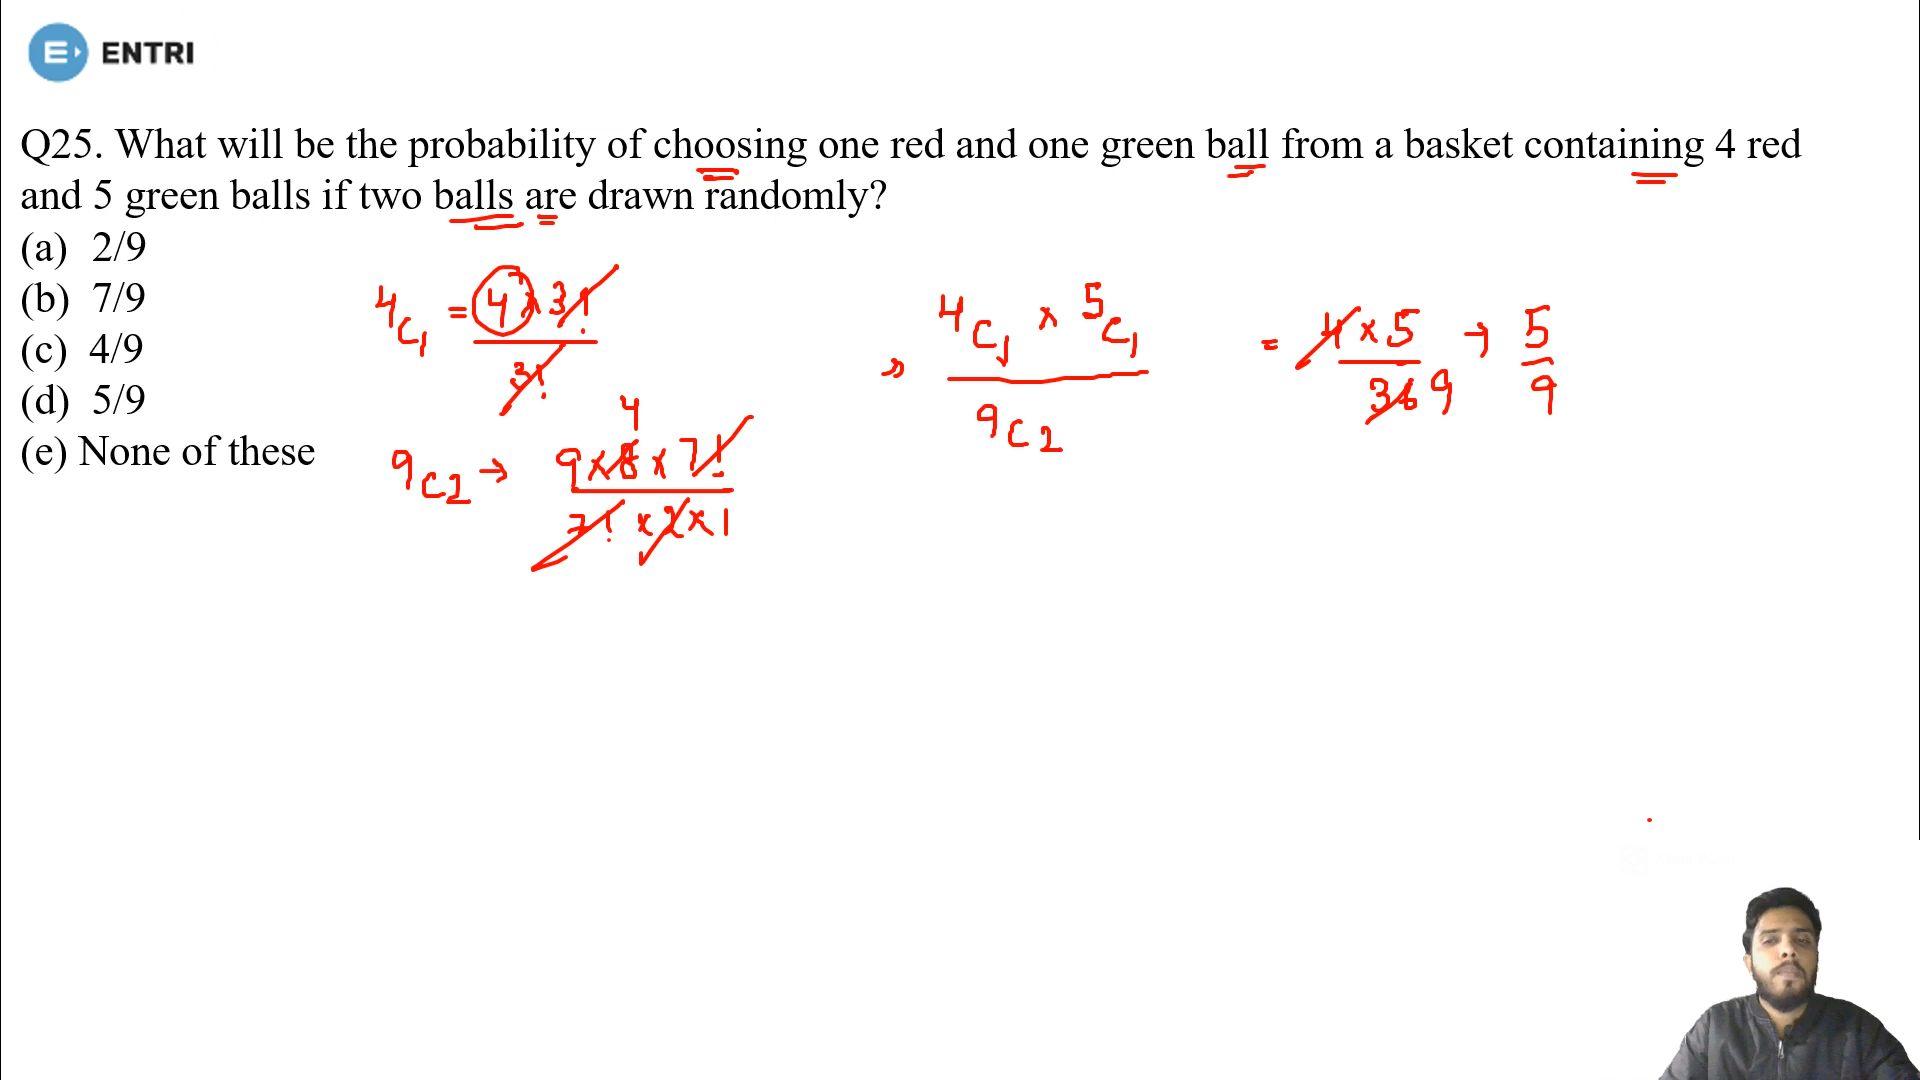 E ENTRI
Q25. What will be the probability of choosing one red and one green ball from a basket containing 4 red
and 5 green balls if two balls are drawn randomly?
(a) 2/9
(b) 7/9
(c) 4/9
(d) 5/9
(e) None of these
4C1 = 4 × 3!
3!
9C2 → 9 × 8 × 7!
4
7! × 2 × 1
» 4C1 × 5C1
9C2
= 4 × 5 → 5
36 9 9